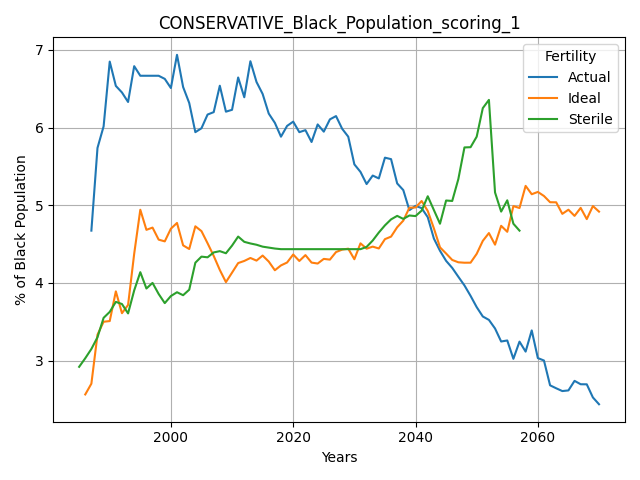 CONSERVATIVE_Black_Population_scoring_1
Fertility
Actual
Ideal
Sterile
% of Black Population
7
6
5
4
3
2000 2020 2040 2060
Years